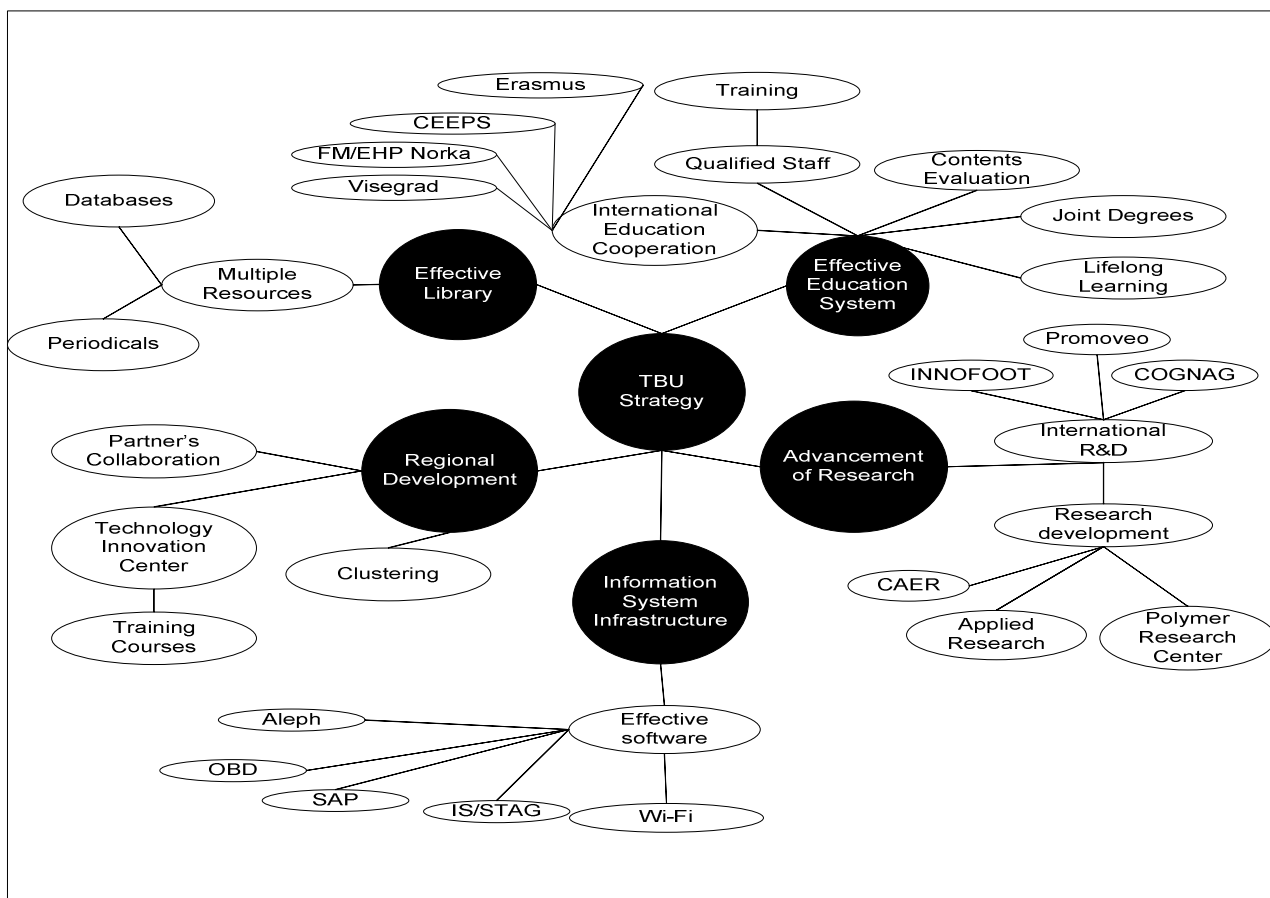 Erasmus
Training
CEEPS
FM/EHP Norka
Qualified Staff
Contents
Evaluation
Visegrad
Databases
International
Education
Cooperation
Joint Degrees
Multiple
Resources
Effective
Library
Effective
Education
System
Lifelong
Learning
Periodicals
Promoveo
INNOFOOT
COGNAG
TBU
Strategy
Partner's
Collaboration
Regional
Development
Advancement
of Research
International
R&D
Technology
Innovation
Center
Research
development
Clustering
Information
System
Infrastructure
CAER
Training
Courses
Applied
Research
Polymer
Research
Center
Aleph
Effective
software
OBD
SAP
IS/STAG
Wi-Fi